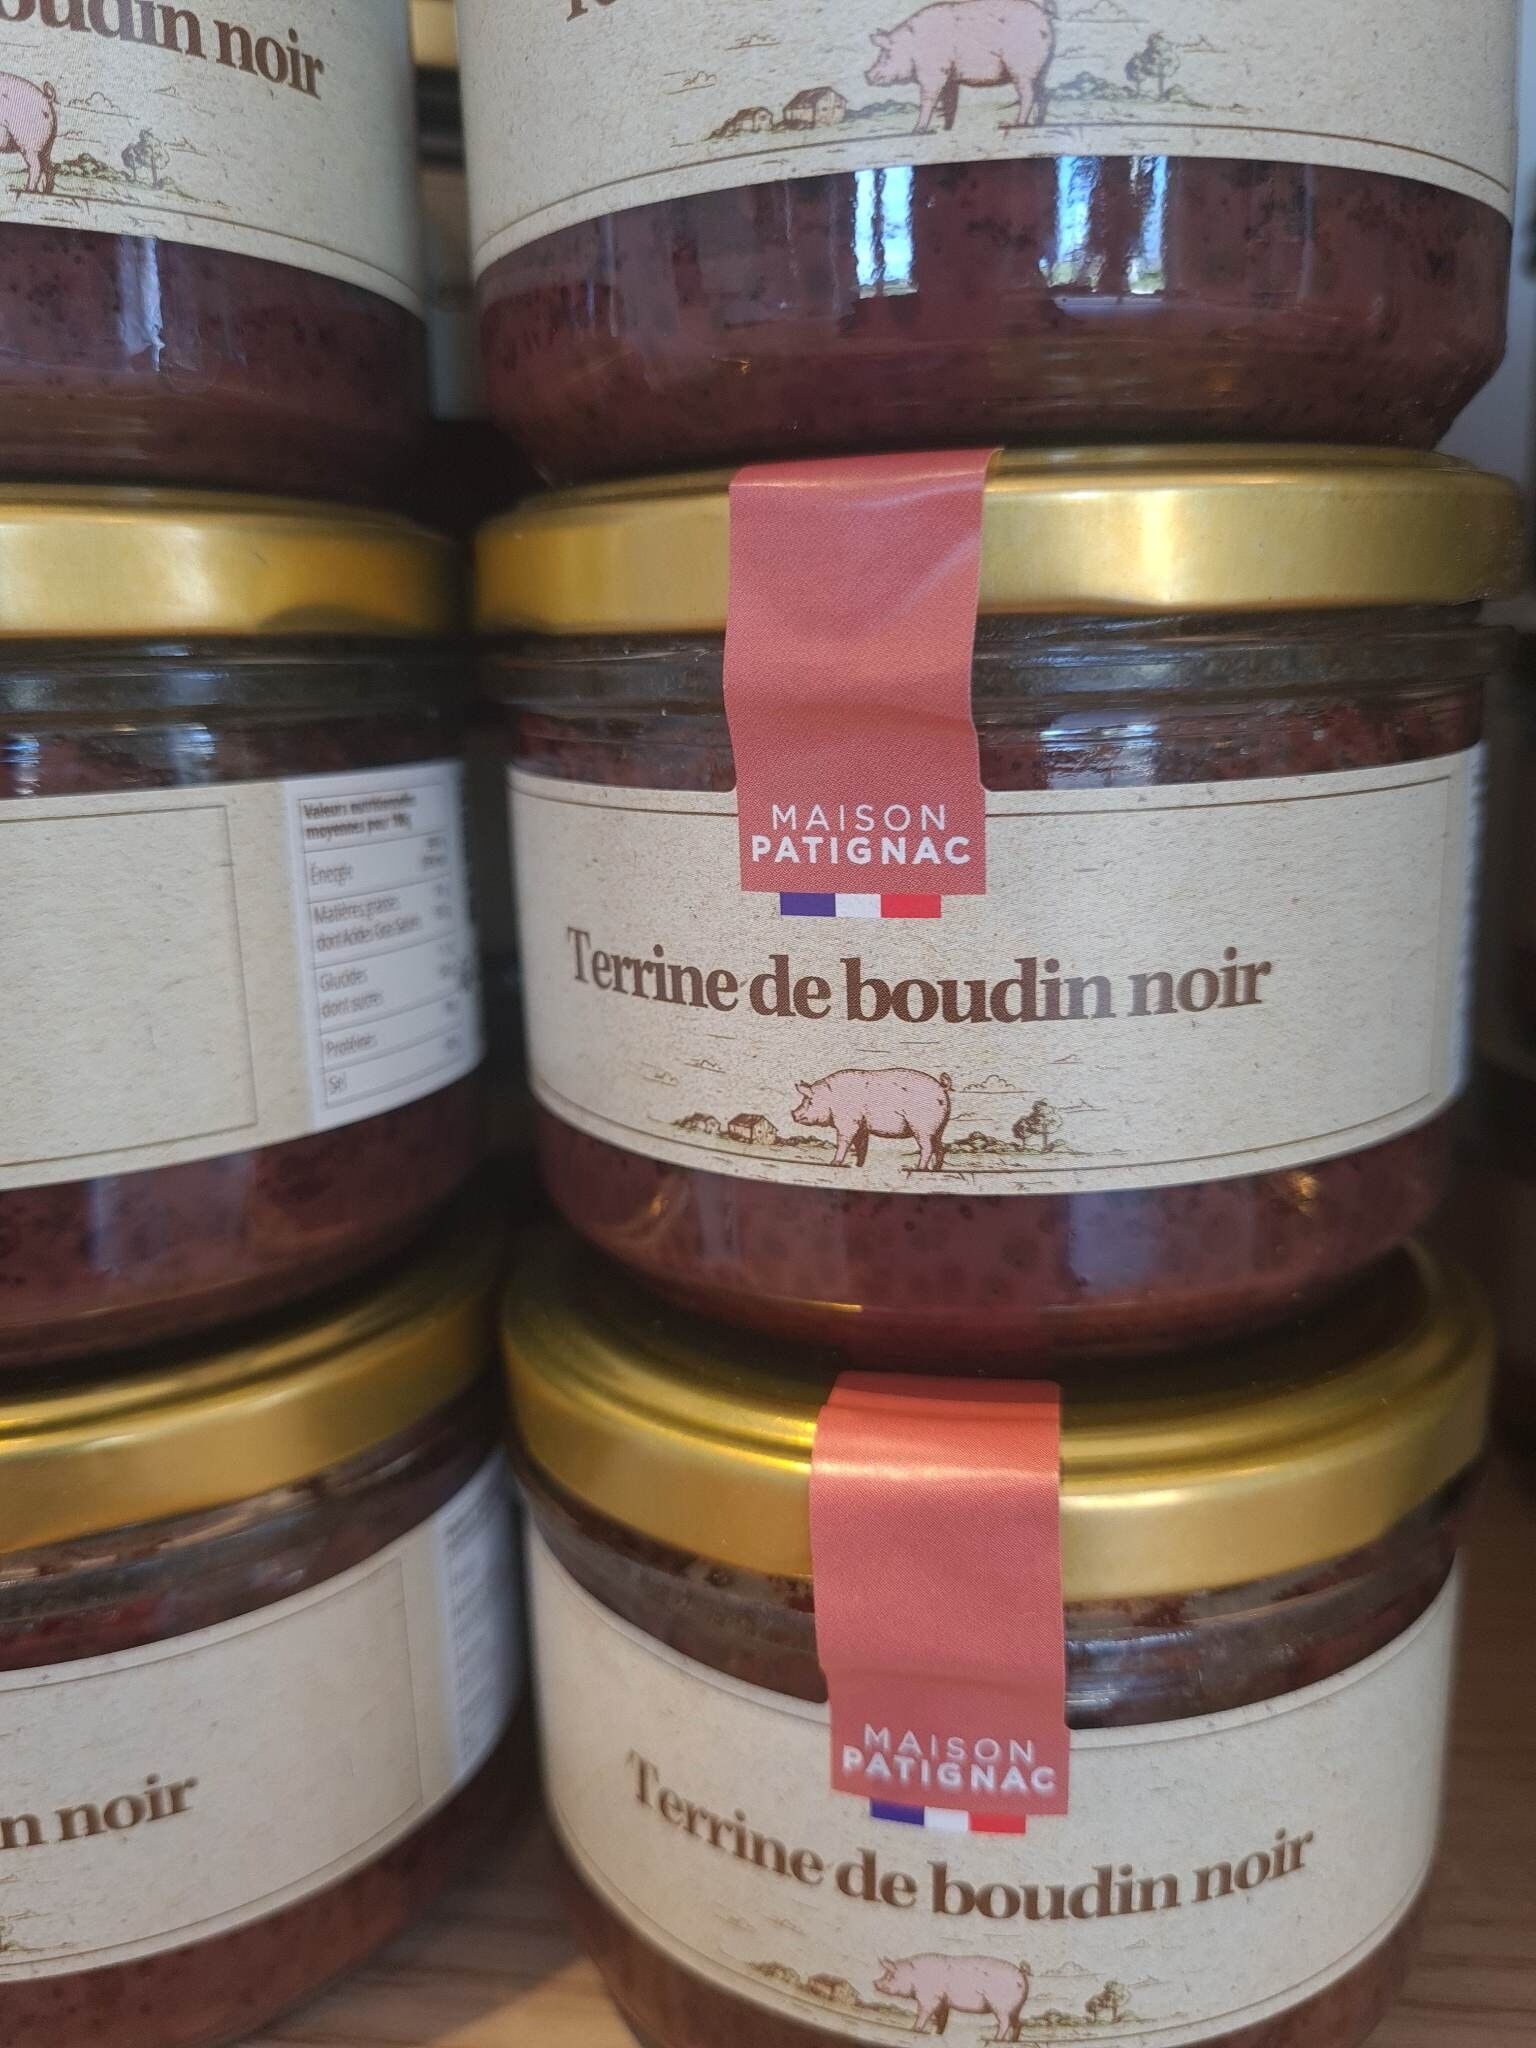 boudin noir
MAISON
PATIGNAC
Terrine de boudin noir
Valeurs nutritionnelles
moyennes pour
Énergie
Matières grasses
dont Acides Gras Saturés
Glucides
dont sucres
Protéines
Sel
MAISON
PATIGNAC
Terrine de boudin noir
n noir